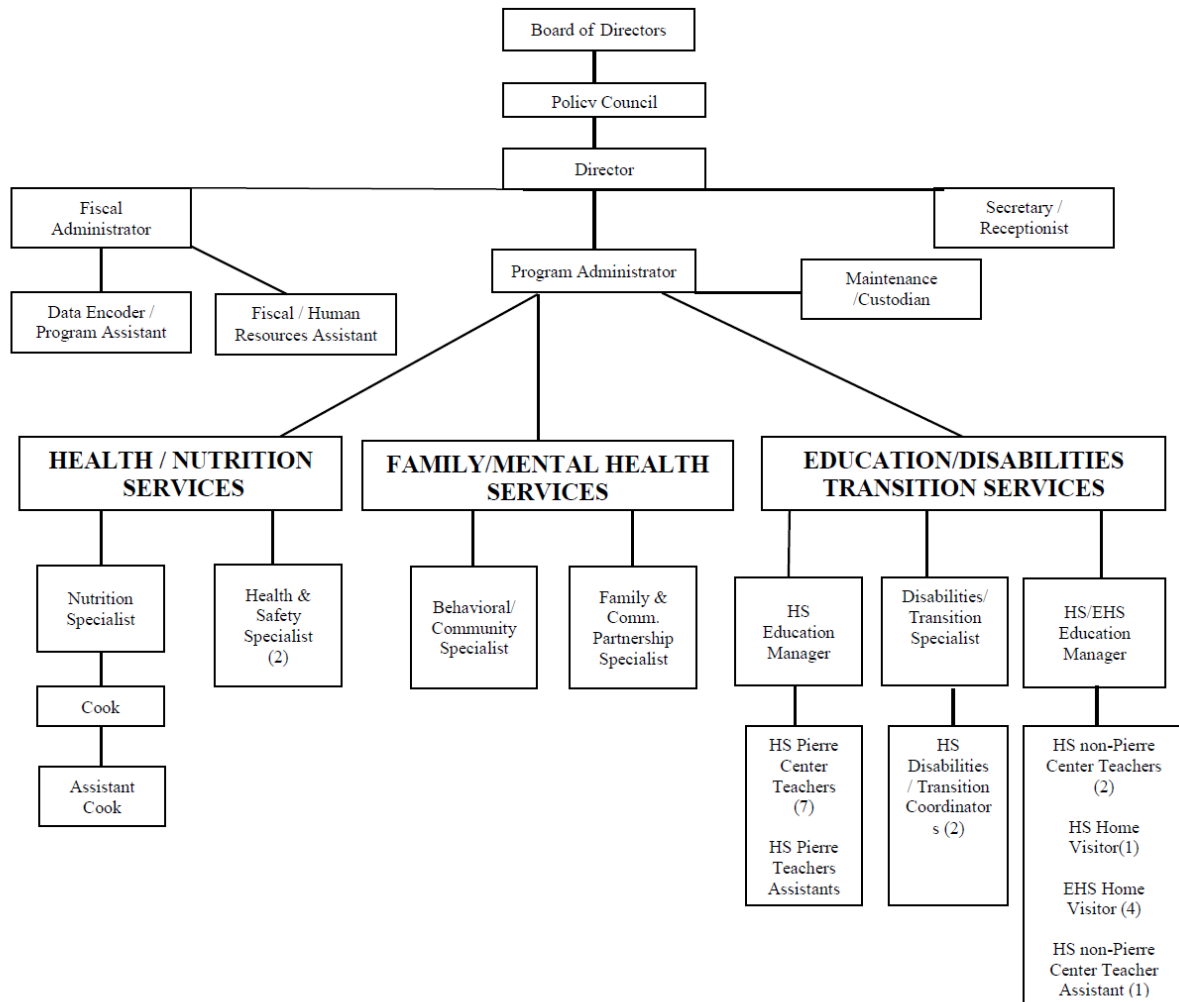 Board of Directors
Policy Council
Director
Fiscal
Administrator
Secretary /
Receptionist
Program Administrator
Maintenance
/Custodian
Data Encoder /
Program Assistant
Fiscal / Human
Resources Assistant
HEALTH / NUTRITION
SERVICES
FAMILY/MENTAL HEALTH
SERVICES
EDUCATION/DISABILITIES
TRANSITION SERVICES
Nutrition
Specialist
Health &
Safety
Specialist
(2)
Behavioral/
Community
Specialist
Family &
Comm.
Partnership
Specialist
HS
Education
Manager
Disabilities/
Transition
Specialist
HS/EHS
Education
Manager
Cook
Assistant
Cook
HS Pierre
Center
Teachers
(7)
HS Pierre
Teachers
Assistants
HS
Disabilities
/ Transition
Coordinator
s (2)
HS non-Pierre
Center Teachers
(2)
HS Home
Visitor(1)
EHS Home
Visitor (4)
HS non-Pierre
Center Teacher
Assistant (1)